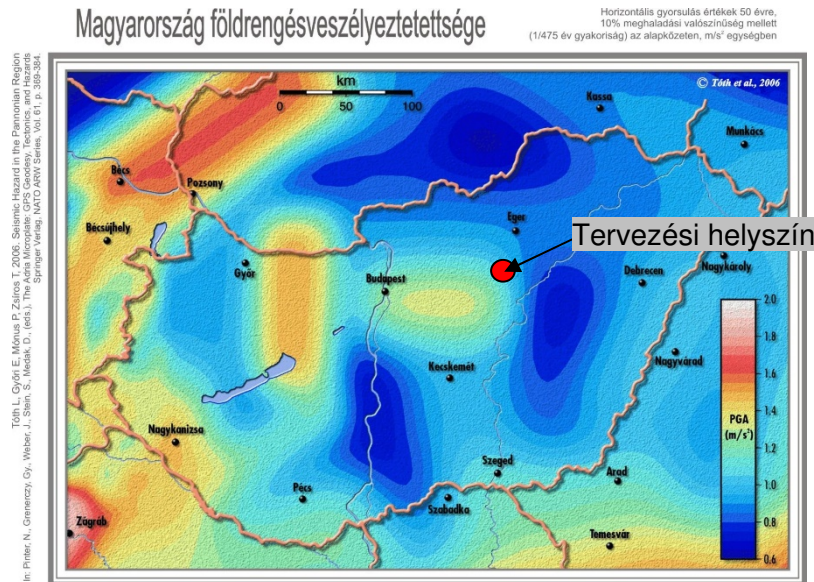 Magyarország földrengésveszélyeztetettsége
Horizontális gyorsulás értékek 50 évre,
10% meghaladási valószínűség mellett
(1/475 év gyakoriság) az alapkőzeten, m/s² egységben
Tóth L, Győri E, Mónus P, Zsíros T, 2006. Seismic Hazard in the Pannonian Region
In: Pinter, N., Grenerczy, Gy., Weber, J., Stein, S., Medak, D., (eds.), The Adria Microplate: GPS Geodesy, Tectonics, and Hazards
Springer Verlag, NATO ARW Series, Vol. 61, p. 369-384.
km
0 50 100
© Tóth et al., 2006
Kassa
Munkács
Bécs
Pozsony
Bécsújhely
Eger
Tervezési helyszín
Győr
Budapest
Debrecen
Nagykároly
Kecskemét
Nagyvárad
Nagykanizsa
Szeged
Arad
Pécs
Szabadka
Zágráb
Temesvár
2.0
1.8
1.6
1.4
PGA
(m/s²)
1.2
1.0
0.8
0.6